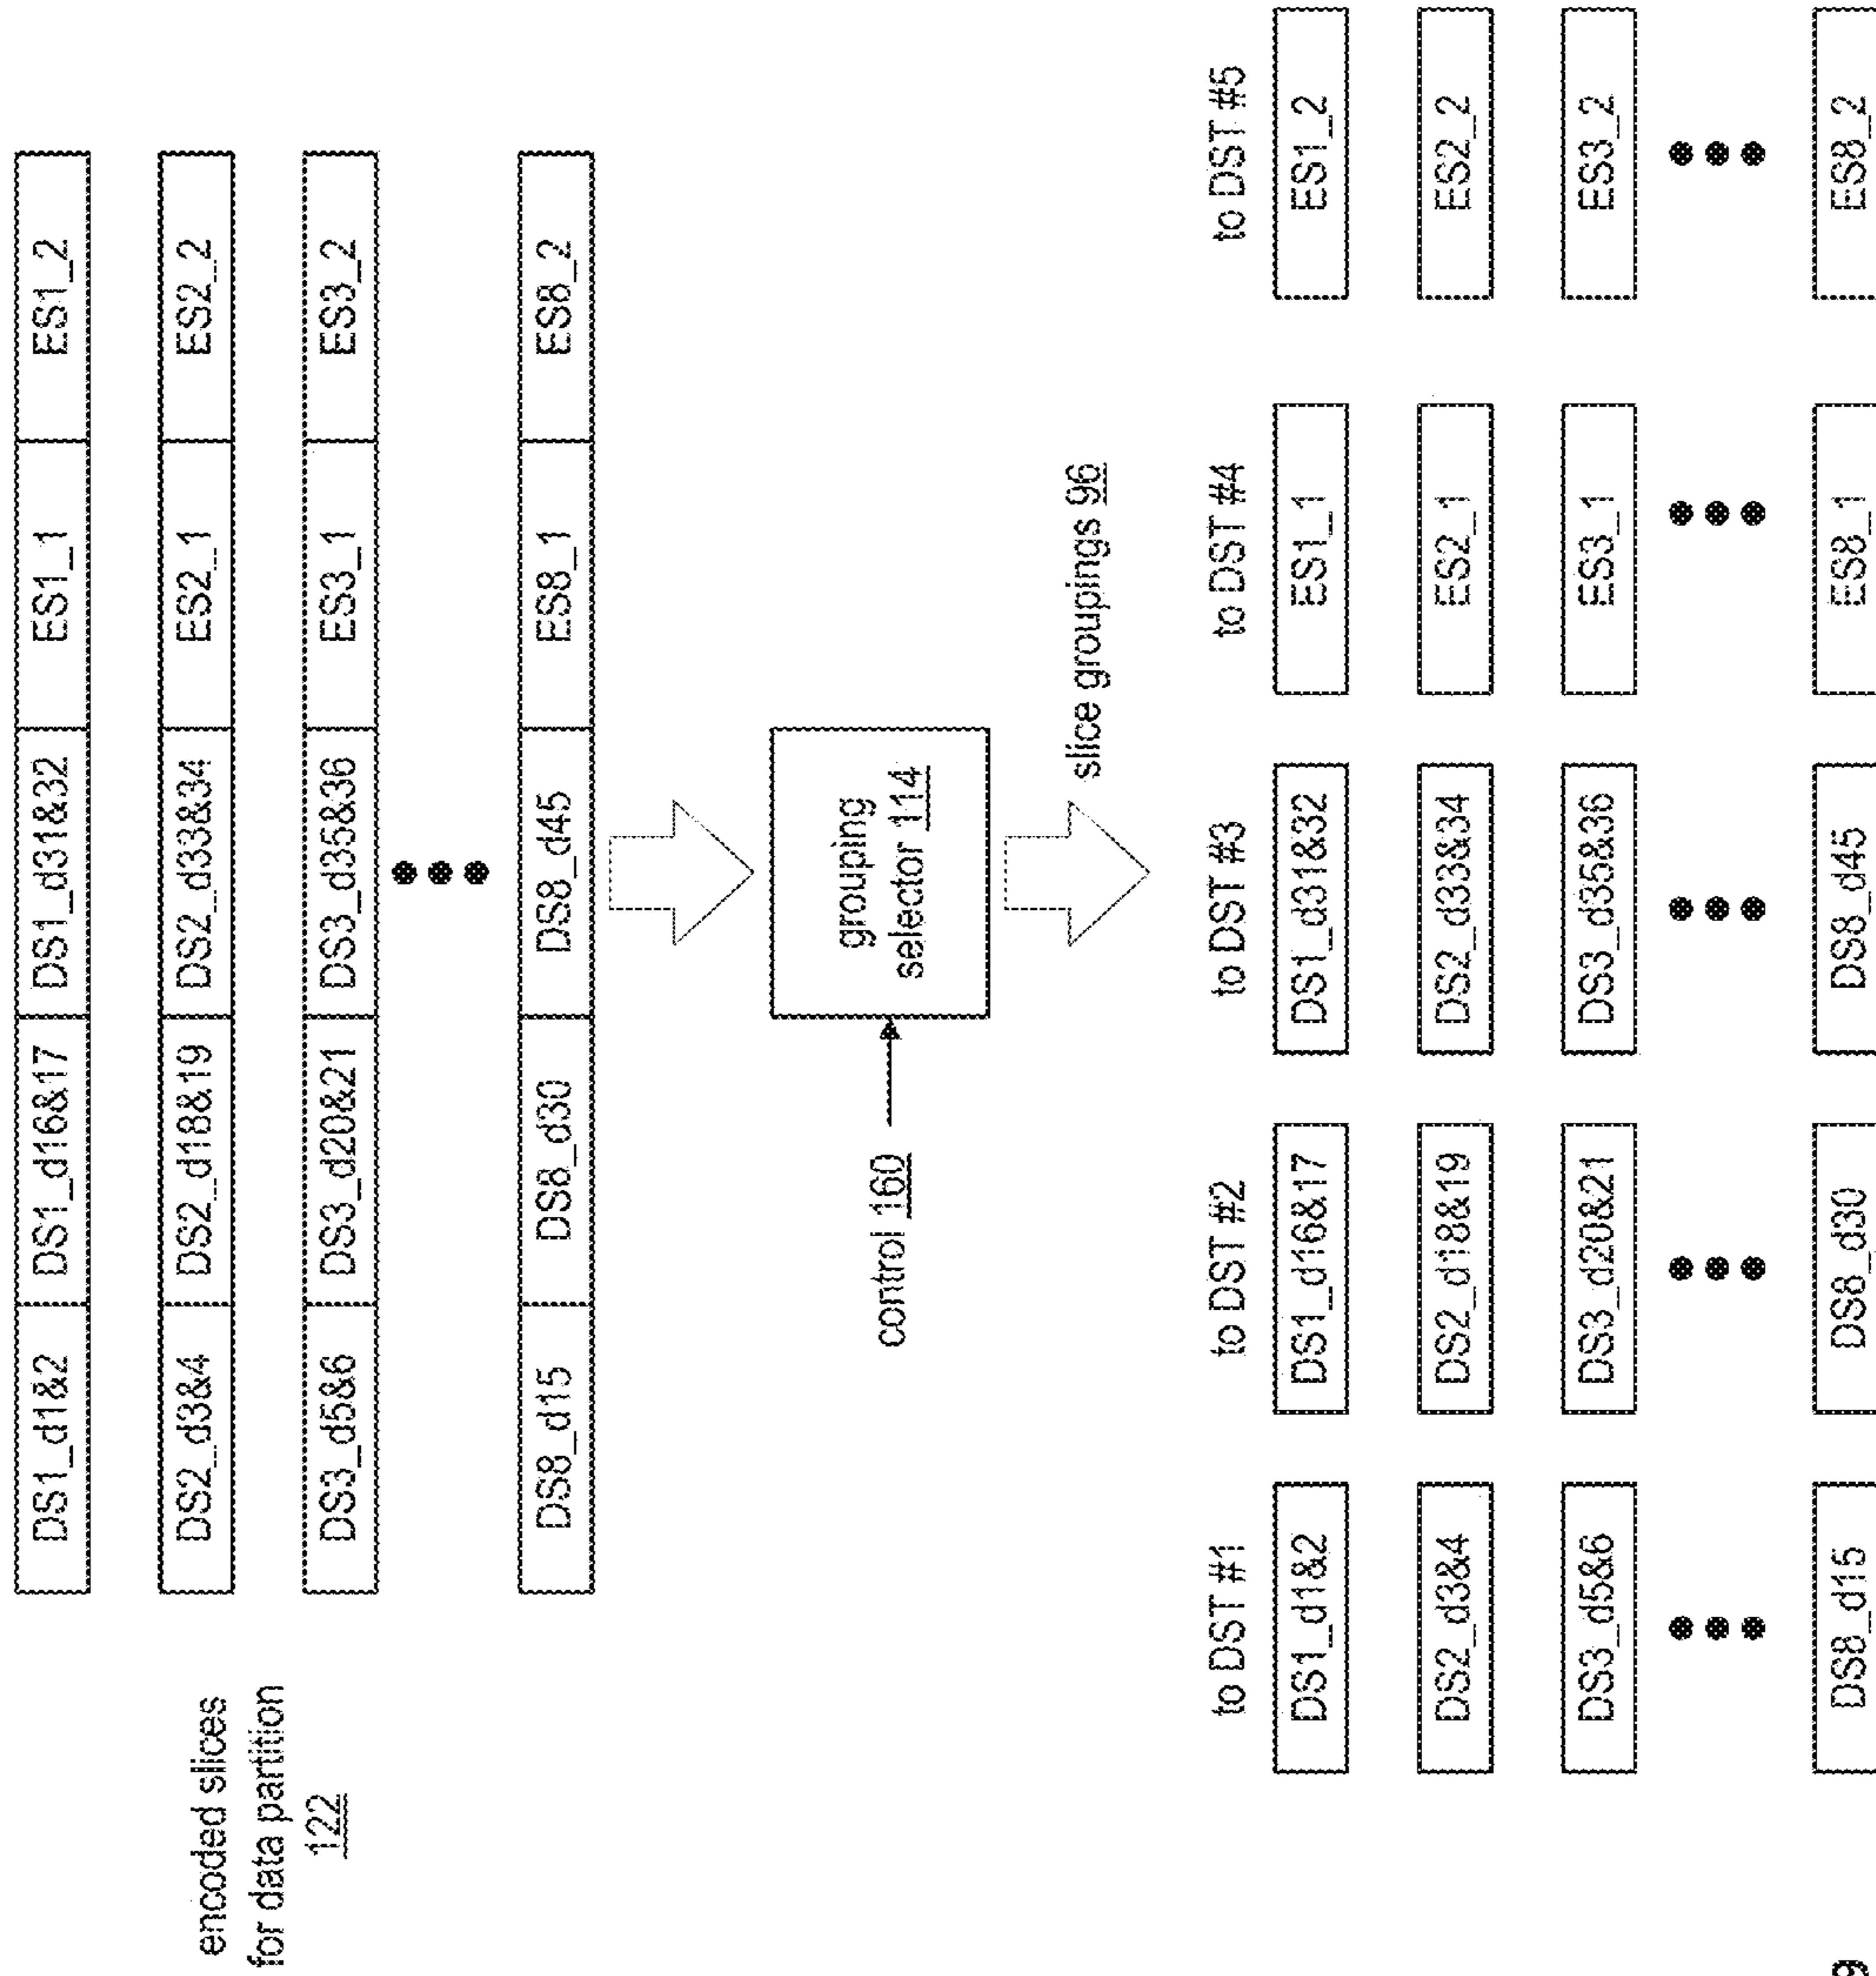 encoded slices
for data partition
122
DS1_d1&2 DS1_d16&17 DS1_d31&32 ES1_1 ES1_2
DS2_d3&4 DS2_d18&19 DS2_d33&34 ES2_1 ES2_2
DS3_d5&6 DS3_d20&21 DS3_d35&36 ES3_1 ES3_2
DS8_d15 DS8_d30 DS8_d45 ES8_1 ES8_2
control 160
grouping
selector 114
slice groupings 96
to DST #1 to DST #2 to DST #3 to DST #4 to DST #5
DS1_d1&2 DS1_d16&17 DS1_d31&32 ES1_1 ES1_2
DS2_d3&4 DS2_d18&19 DS2_d33&34 ES2_1 ES2_2
DS3_d5&6 DS3_d20&21 DS3_d35&36 ES3_1 ES3_2
DS8_d15 DS8_d30 DS8_d45 ES8_1 ES8_2